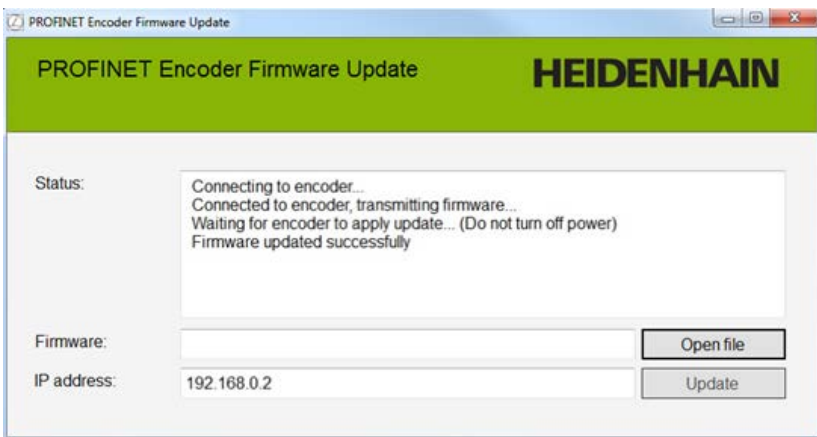 PROFINET Encoder Firmware Update
PROFINET Encoder Firmware Update
HEIDENHAIN
Status:
Connecting to encoder...
Connected to encoder, transmitting firmware...
Waiting for encoder to apply update... (Do not turn off power)
Firmware updated successfully
Firmware:
Open file
IP address:
192.168.0.2
Update